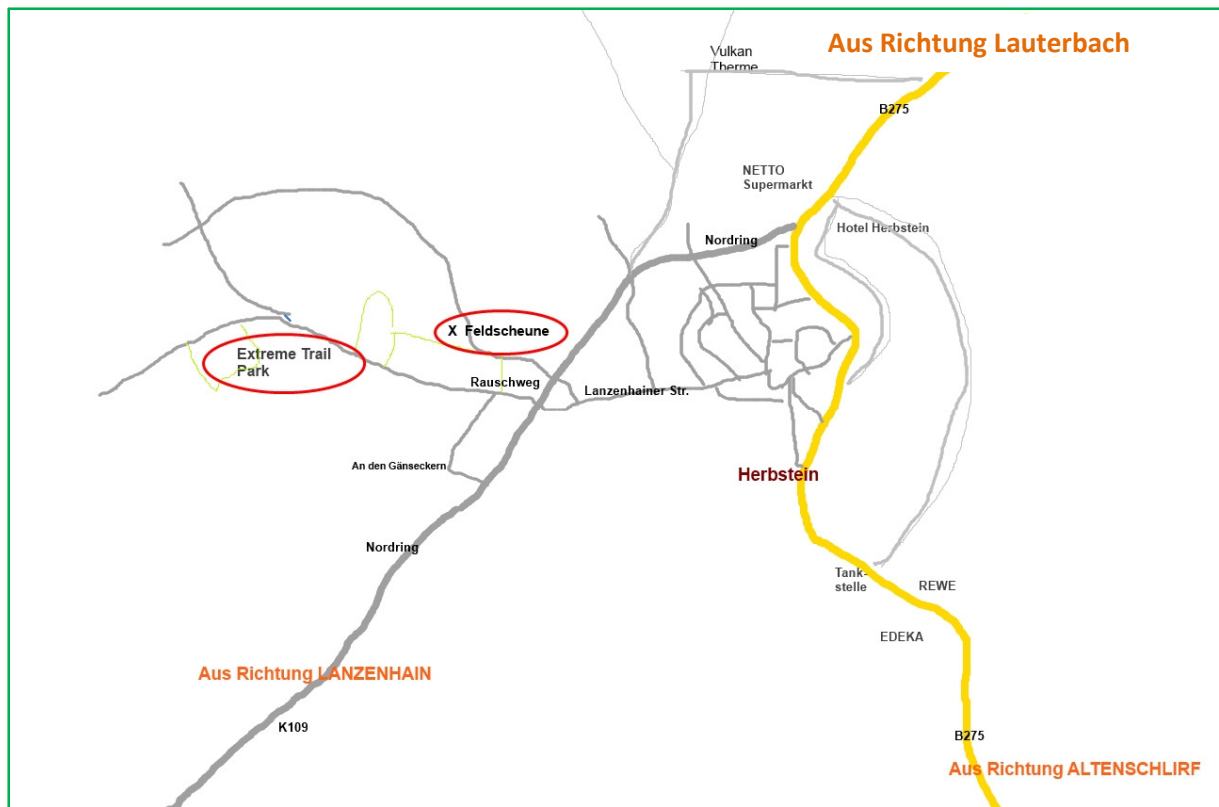 Aus Richtung Lauterbach
Vulkan
Therme
B275
NETTO
Supermarkt
Nordring
Hotel Herbstein
X Feldscheune
Extreme Trail
Park
Rauschweg
Lanzenhainer Str.
An den Gänseckern
Herbstein
Nordring
Tank-
stelle
REWE
EDEKA
Aus Richtung LANZENHAIN
K109
B275
Aus Richtung ALTENSCHLIRF